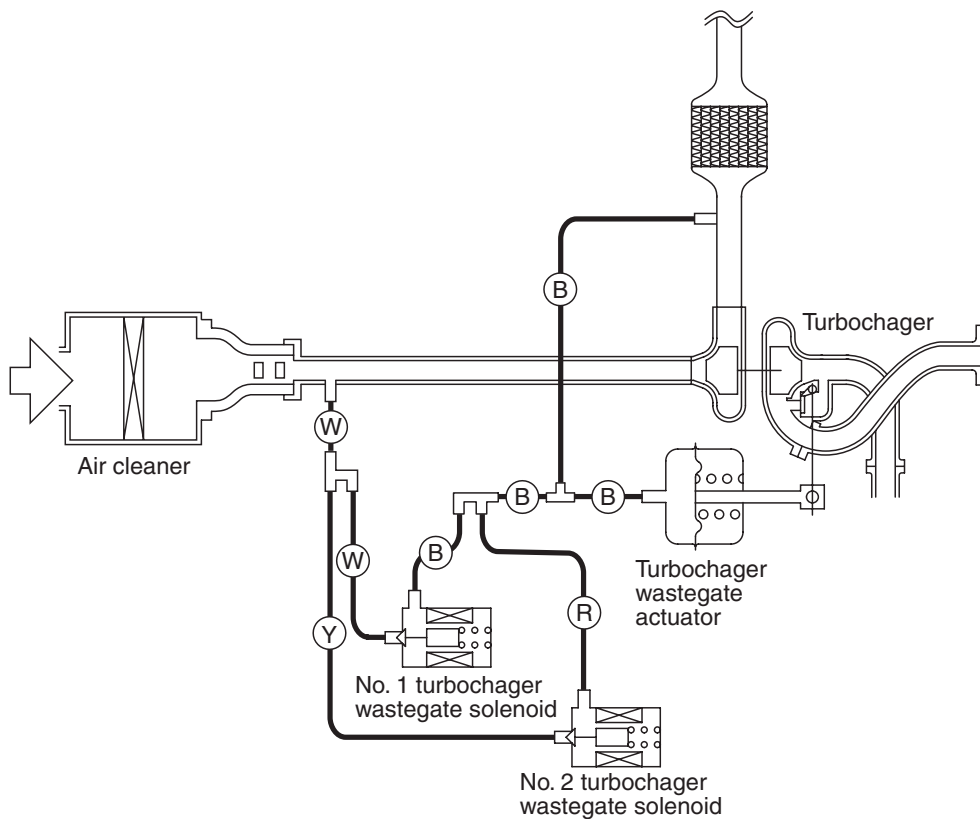 B
Turbochager
Air cleaner
W
B
B
B
W
Y
R
Turbochager
wastegate
actuator
No. 1 turbochager
wastegate solenoid
No. 2 turbochager
wastegate solenoid